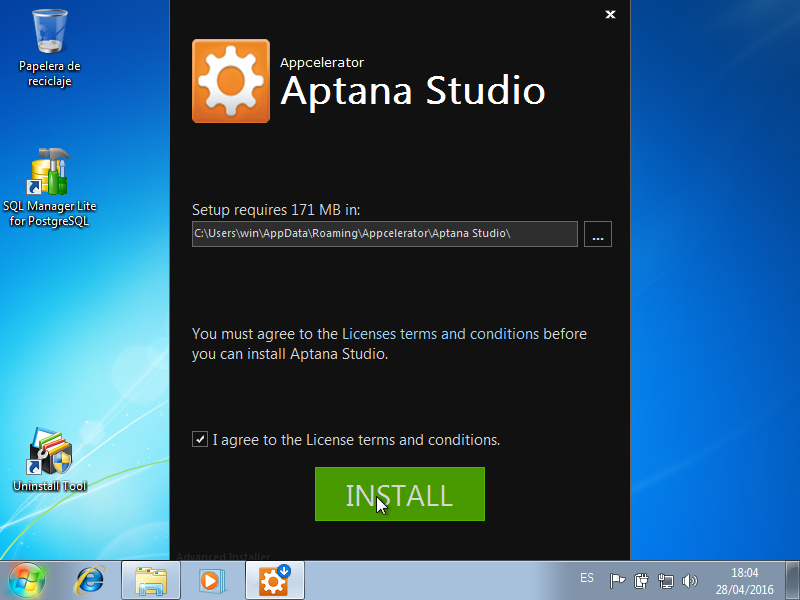 Papelera de
reciclaje
SQL Manager Lite
for PostgreSQL
Uninstall Tool
Appcelerator
Aptana Studio
Setup requires 171 MB in:
C:\Users\win\AppData\Roaming\Appcelerator\Aptana Studio\
...
You must agree to the Licenses terms and conditions before
you can install Aptana Studio.
I agree to the License terms and conditions.
INSTALL
Advanced Installer
ES
18:04
28/04/2016